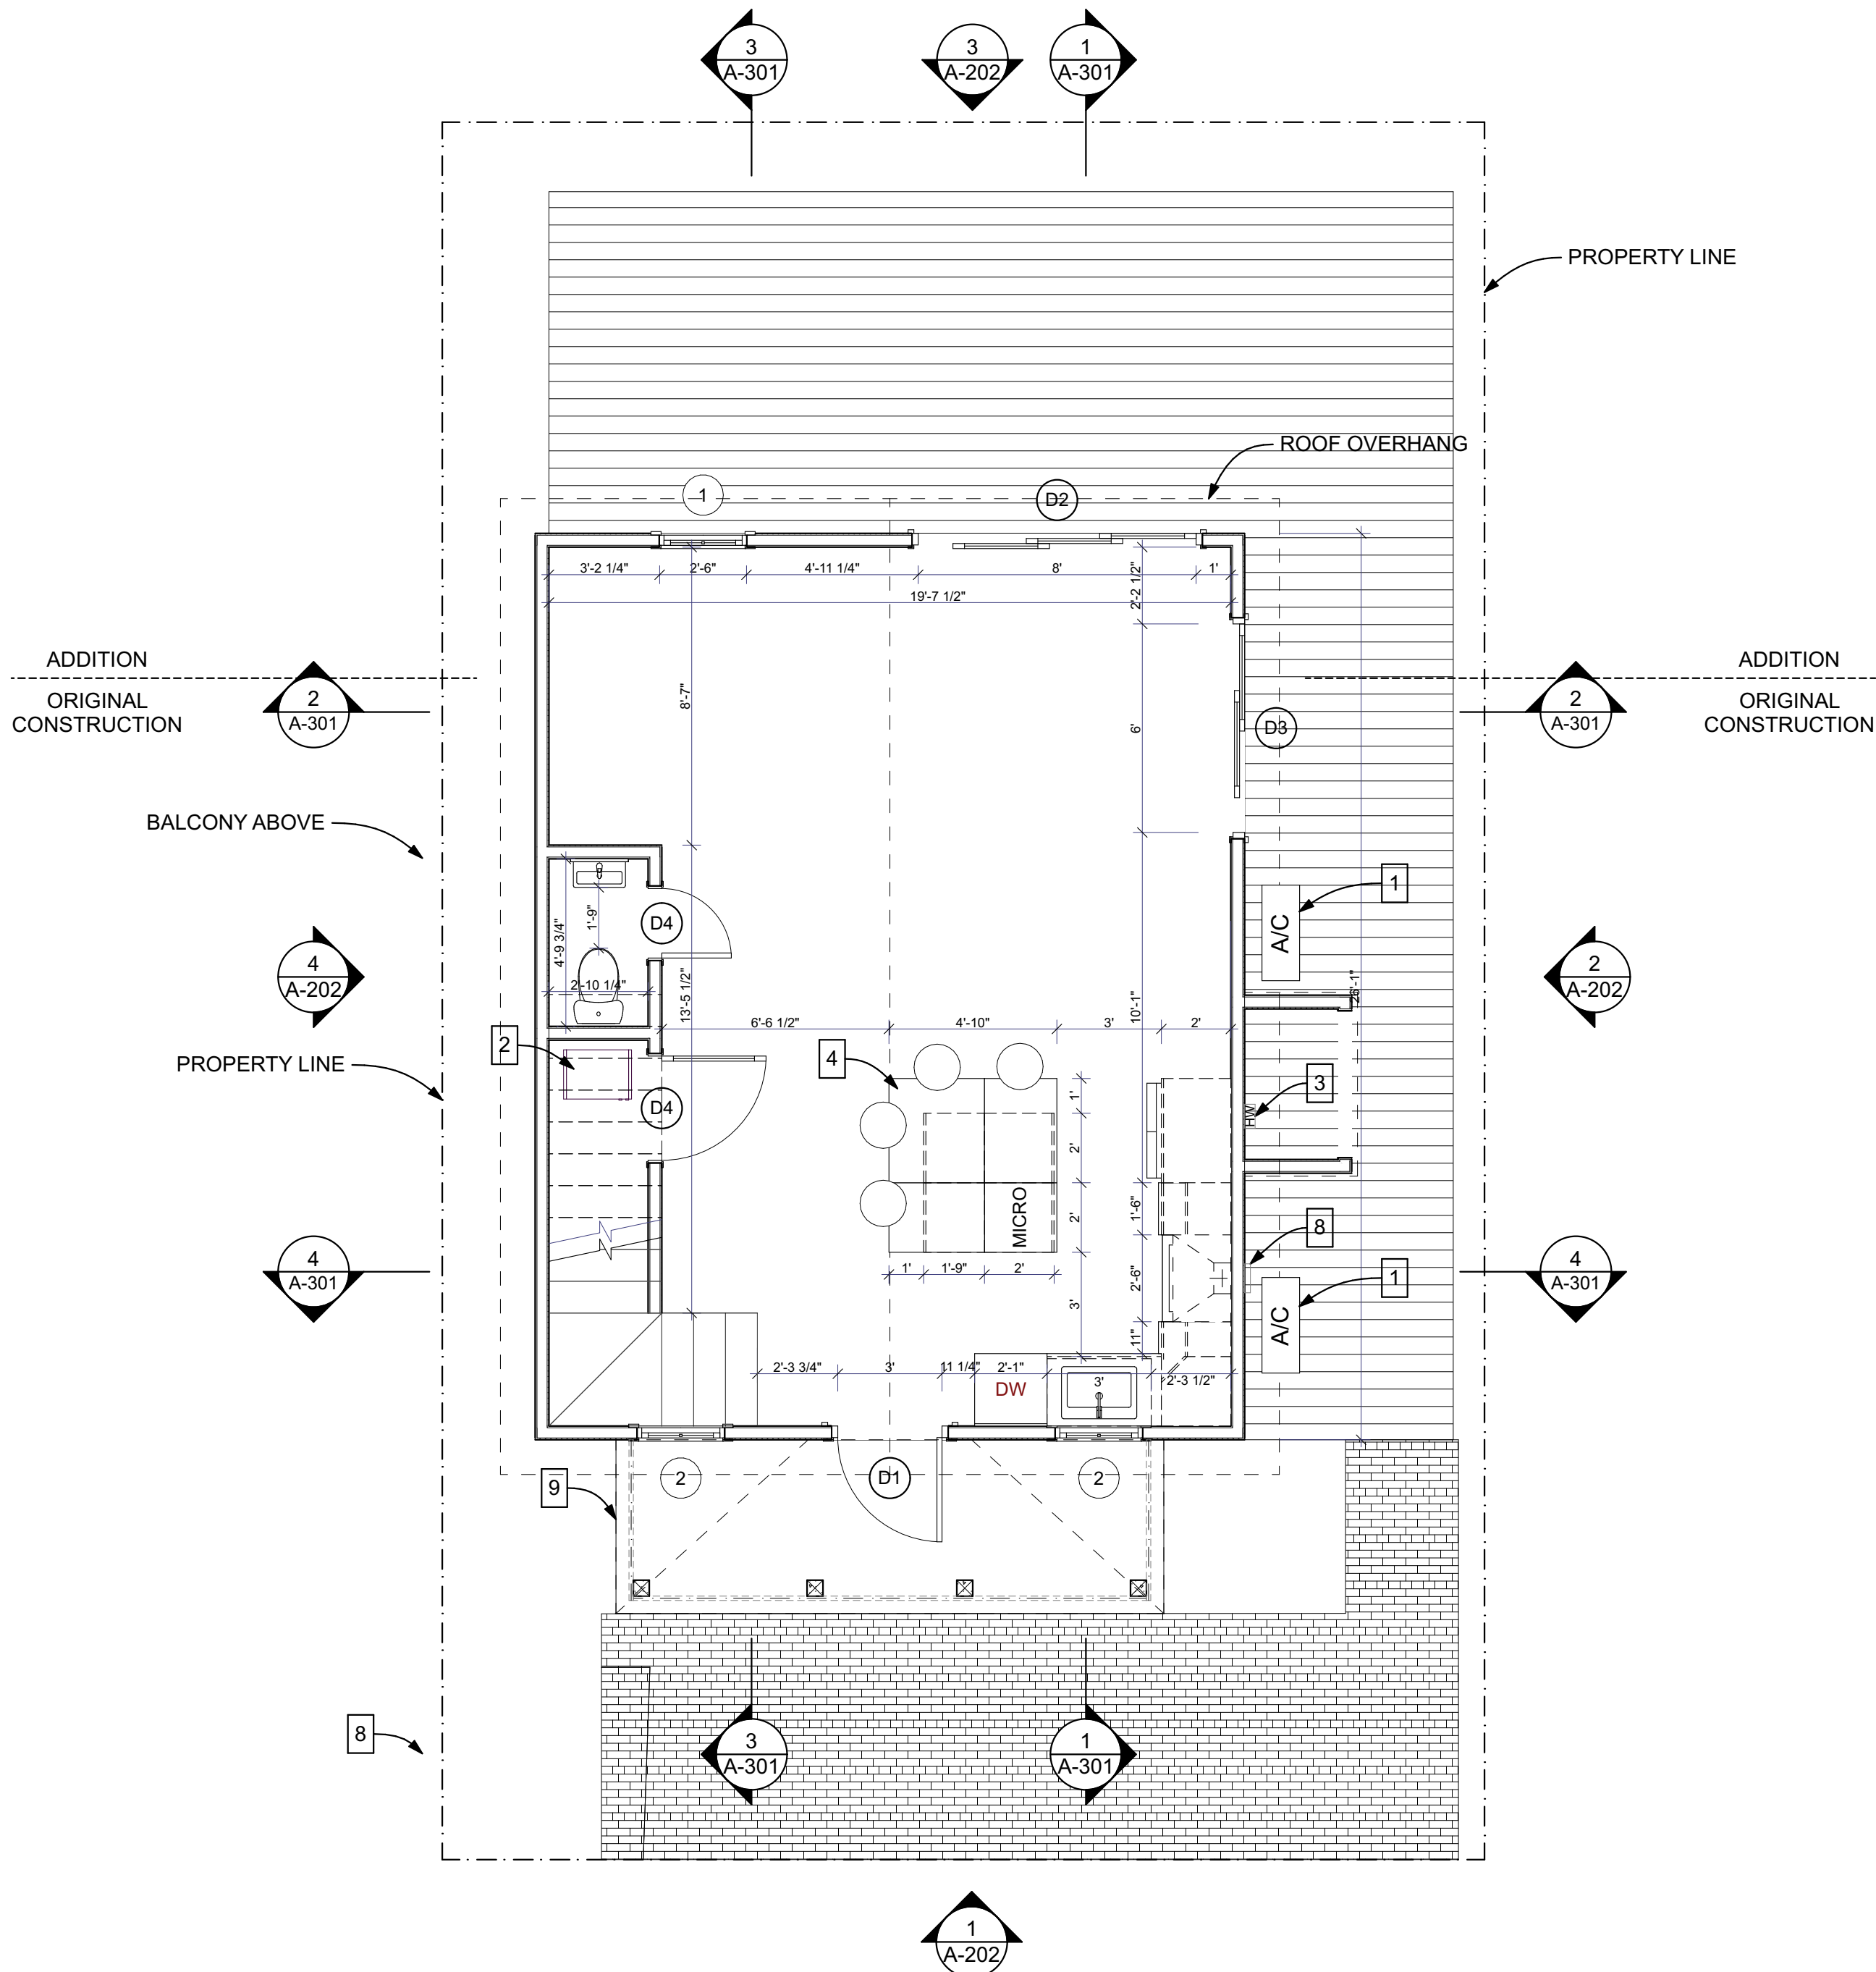 3
A-301
3
A-202
1
A-301
PROPERTY LINE
ROOF OVERHANG
1
D2
3'-2 1/4"
2'-6"
4'-11 1/4"
8'
1'
2'-2 1/2"
19'-7 1/2"
ADDITION
ORIGINAL
CONSTRUCTION
2
A-301
8'-7"
6'
D3
2
A-301
ADDITION
ORIGINAL
CONSTRUCTION
BALCONY ABOVE
1
A/C
1'-9"
D4
4'-9 3/4"
4
A-202
2'-10 1/4"
13'-5 1/2"
10'-1"
26'-1"
2
A-202
6'-6 1/2"
4'-10"
3'
2'
2
4
PROPERTY LINE
3
1'
D4
HW
2'
MICRO
2'
1'-6"
8
4
A-301
1'
1'-9"
2'
2'-6"
3'
1
A/C
4
A-301
11"
2'-3 3/4"
3'
11 1/4"
2'-1"
DW
3'
2'-3 1/2"
9
2
D1
2
8
3
A-301
1
A-301
1
A-202